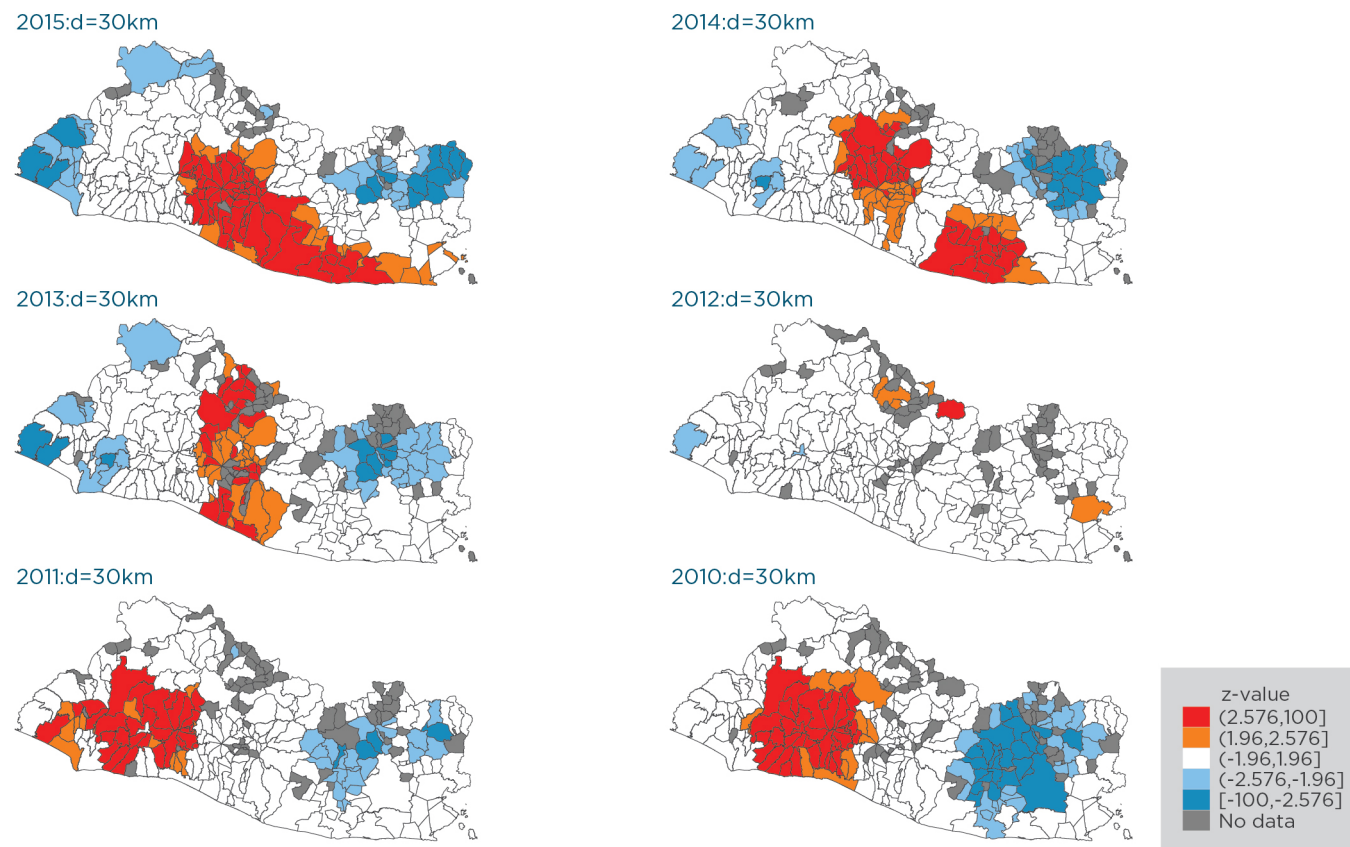 2015:d=30km
2014:d=30km
2013:d=30km
2012:d=30km
2011:d=30km
2010:d=30km
z-value
(2.576,100]
(1.96,2.576]
(-1.96,1.96]
(-2.576,-1.96]
[-100,-2.576]
No data